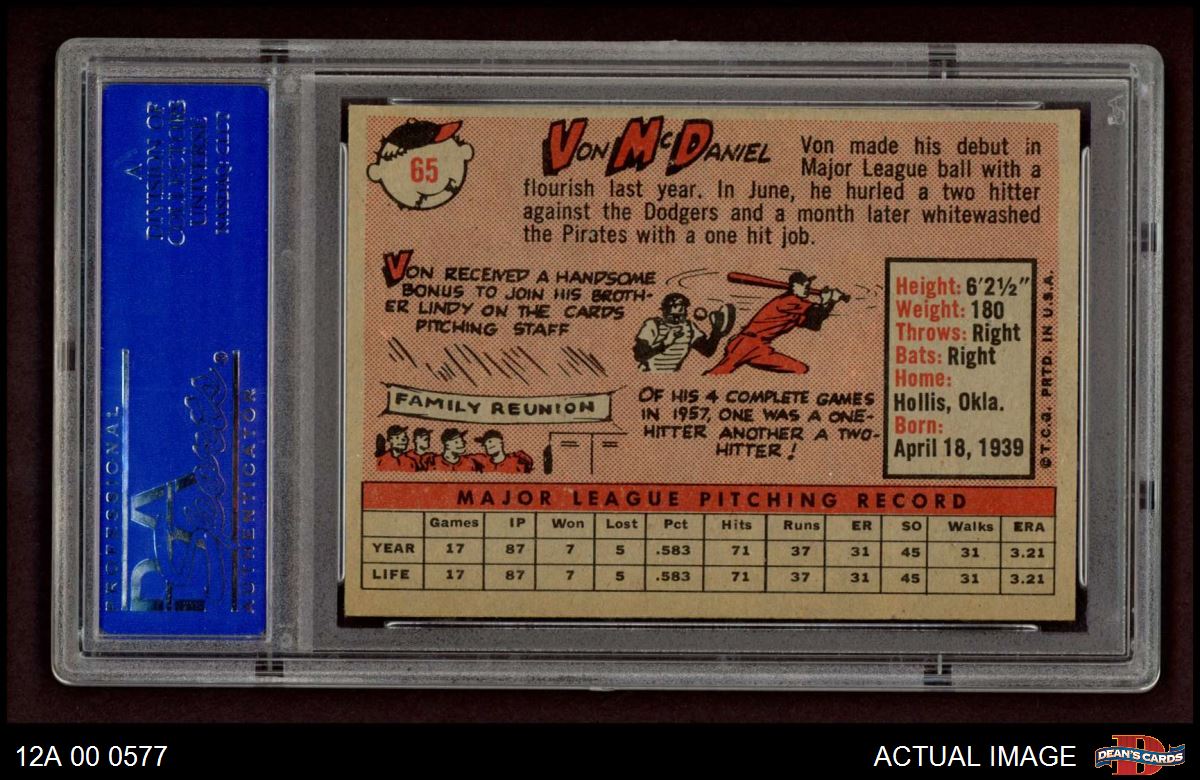 DIVISION OF
COLLECTORS
UNIVERSE
NASDAQ: CLCT
PSA
PROFESSIONAL
Sports
AUTHENTICATOR
65
VON MCDANIEL
Von made his debut in
Major League ball with a
flourish last year. In June, he hurled a two hitter
against the Dodgers and a month later whitewashed
the Pirates with a one hit job.
VON RECEIVED A HANDSOME
BONUS TO JOIN HIS BROTH-
ER LINDY ON THE CARDS
PITCHING STAFF
FAMILY REUNION
OF HIS 4 COMPLETE GAMES
IN 1957, ONE WAS A ONE-
HITTER ANOTHER A TWO-
HITTER!
Height: 6'2½"
Weight: 180
Throws: Right
Bats: Right
Home:
Hollis, Okla.
Born:
April 18, 1939
©T.C.G. PRTD. IN U.S.A.
MAJOR LEAGUE PITCHING RECORD
Games IP Won Lost Pct Hits Runs ER SO Walks ERA
YEAR 17 87 7 5 .583 71 37 31 45 31 3.21
LIFE 17 87 7 5 .583 71 37 31 45 31 3.21
12A 00 0577
ACTUAL IMAGE
D
DEAN'S CARDS